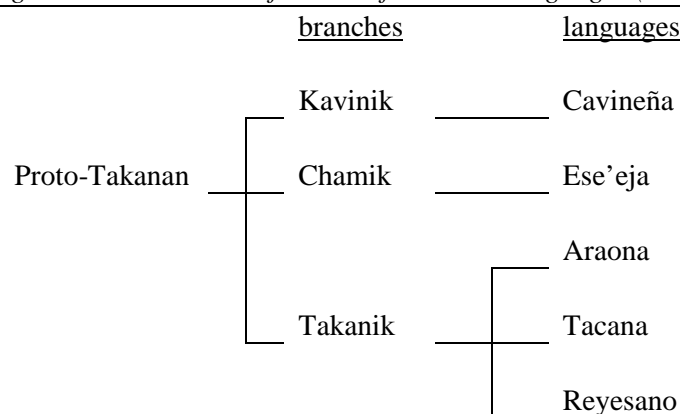 branches languages
Kavinik Cavineña
Proto-Takanan Chamik Ese’eja
Araona
Takanik Tacana
Reyesano